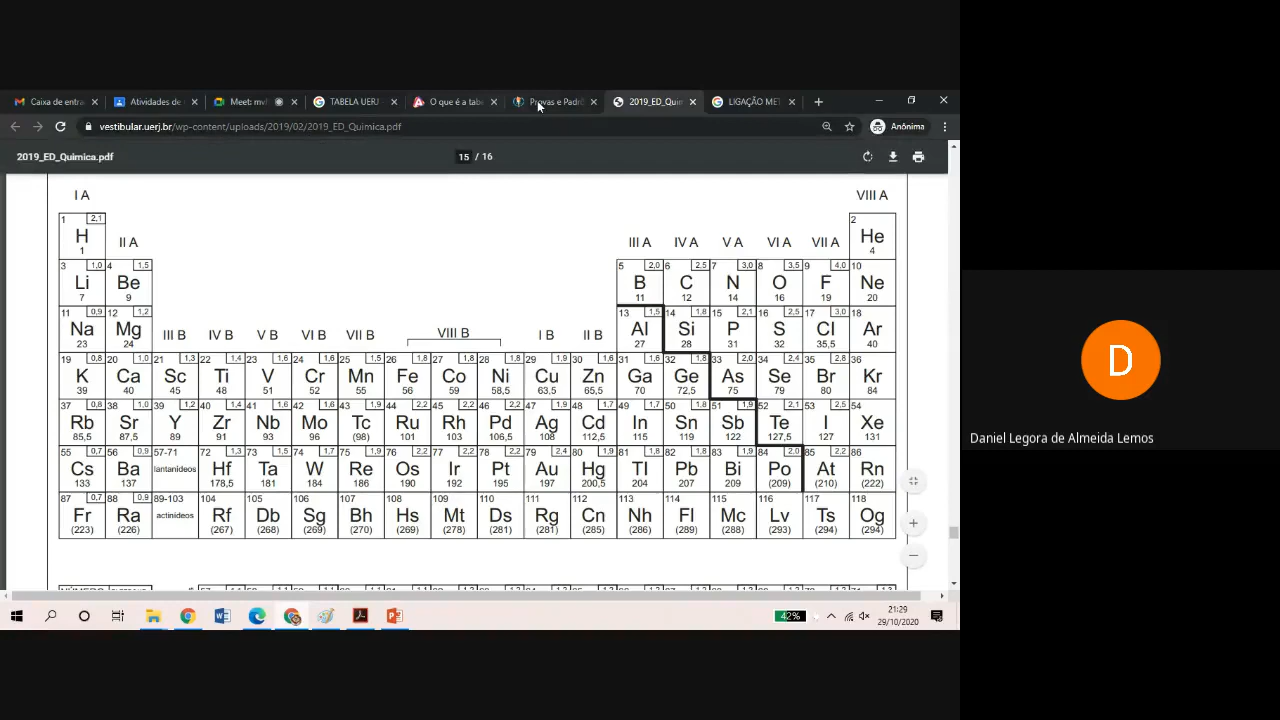 Caixa de entra
Atividades de
Meet: mvl
TABELA UERJ
O que é a tabe
Provas e Padrõ
2019_ED_Quim
LIGAÇÃO MET
vestibular.uerj.br/wp-content/uploads/2019/02/2019_ED_Quimica.pdf
Anônima
2019_ED_Quimica.pdf
15 / 16
I A VIII A
1 2,1 2
H He
1 II A III A IV A V A VI A VII A 4
3 1,0 4 1,5 5 2,0 6 2,5 7 3,0 8 3,5 9 4,0 10
Li Be B C N O F Ne
7 9 11 12 14 16 19 20
11 0,9 12 1,2 13 1,5 14 1,8 15 2,1 16 2,5 17 3,0 18
Na Mg III B IV B V B VI B VII B VIII B I B II B Al Si P S Cl Ar
23 24 27 28 31 32 35,5 40
19 0,8 20 1,0 21 1,3 22 1,4 23 1,6 24 1,6 25 1,5 26 1,8 27 1,8 28 1,8 29 1,9 30 1,6 31 1,6 32 1,8 33 2,0 34 2,4 35 2,8 36
K Ca Sc Ti V Cr Mn Fe Co Ni Cu Zn Ga Ge As Se Br Kr
39 40 45 48 51 52 55 56 59 58,5 63,5 65,5 70 72,5 75 79 80 84
37 0,8 38 1,0 39 1,2 40 1,4 41 1,6 42 1,6 43 1,9 44 2,2 45 2,2 46 2,2 47 1,9 48 1,7 49 1,7 50 1,8 51 1,9 52 2,1 53 2,5 54
Rb Sr Y Zr Nb Mo Tc Ru Rh Pd Ag Cd In Sn Sb Te I Xe
85,5 87,5 89 91 93 96 (98) 101 103 106,5 108 112,5 115 119 122 127,5 127 131
55 0,7 56 0,9 57-71 72 1,3 73 1,5 74 1,7 75 1,9 76 2,2 77 2,2 78 2,2 79 2,4 80 1,9 81 1,8 82 1,8 83 1,9 84 2,0 85 2,2 86
Cs Ba lantanídeos Hf Ta W Re Os Ir Pt Au Hg Tl Pb Bi Po At Rn
133 137 178,5 181 184 186 190 192 195 197 200,5 204 207 209 (209) (210) (222)
87 0,7 88 0,9 89-103 104 105 106 107 108 109 110 111 112 113 114 115 116 117 118
Fr Ra actinídeos Rf Db Sg Bh Hs Mt Ds Rg Cn Nh Fl Mc Lv Ts Og
(223) (226) (267) (268) (269) (270) (269) (278) (281) (281) (285) (286) (289) (288) (293) (294) (294)
42%
21:29
29/10/2020
D
Daniel Legora de Almeida Lemos